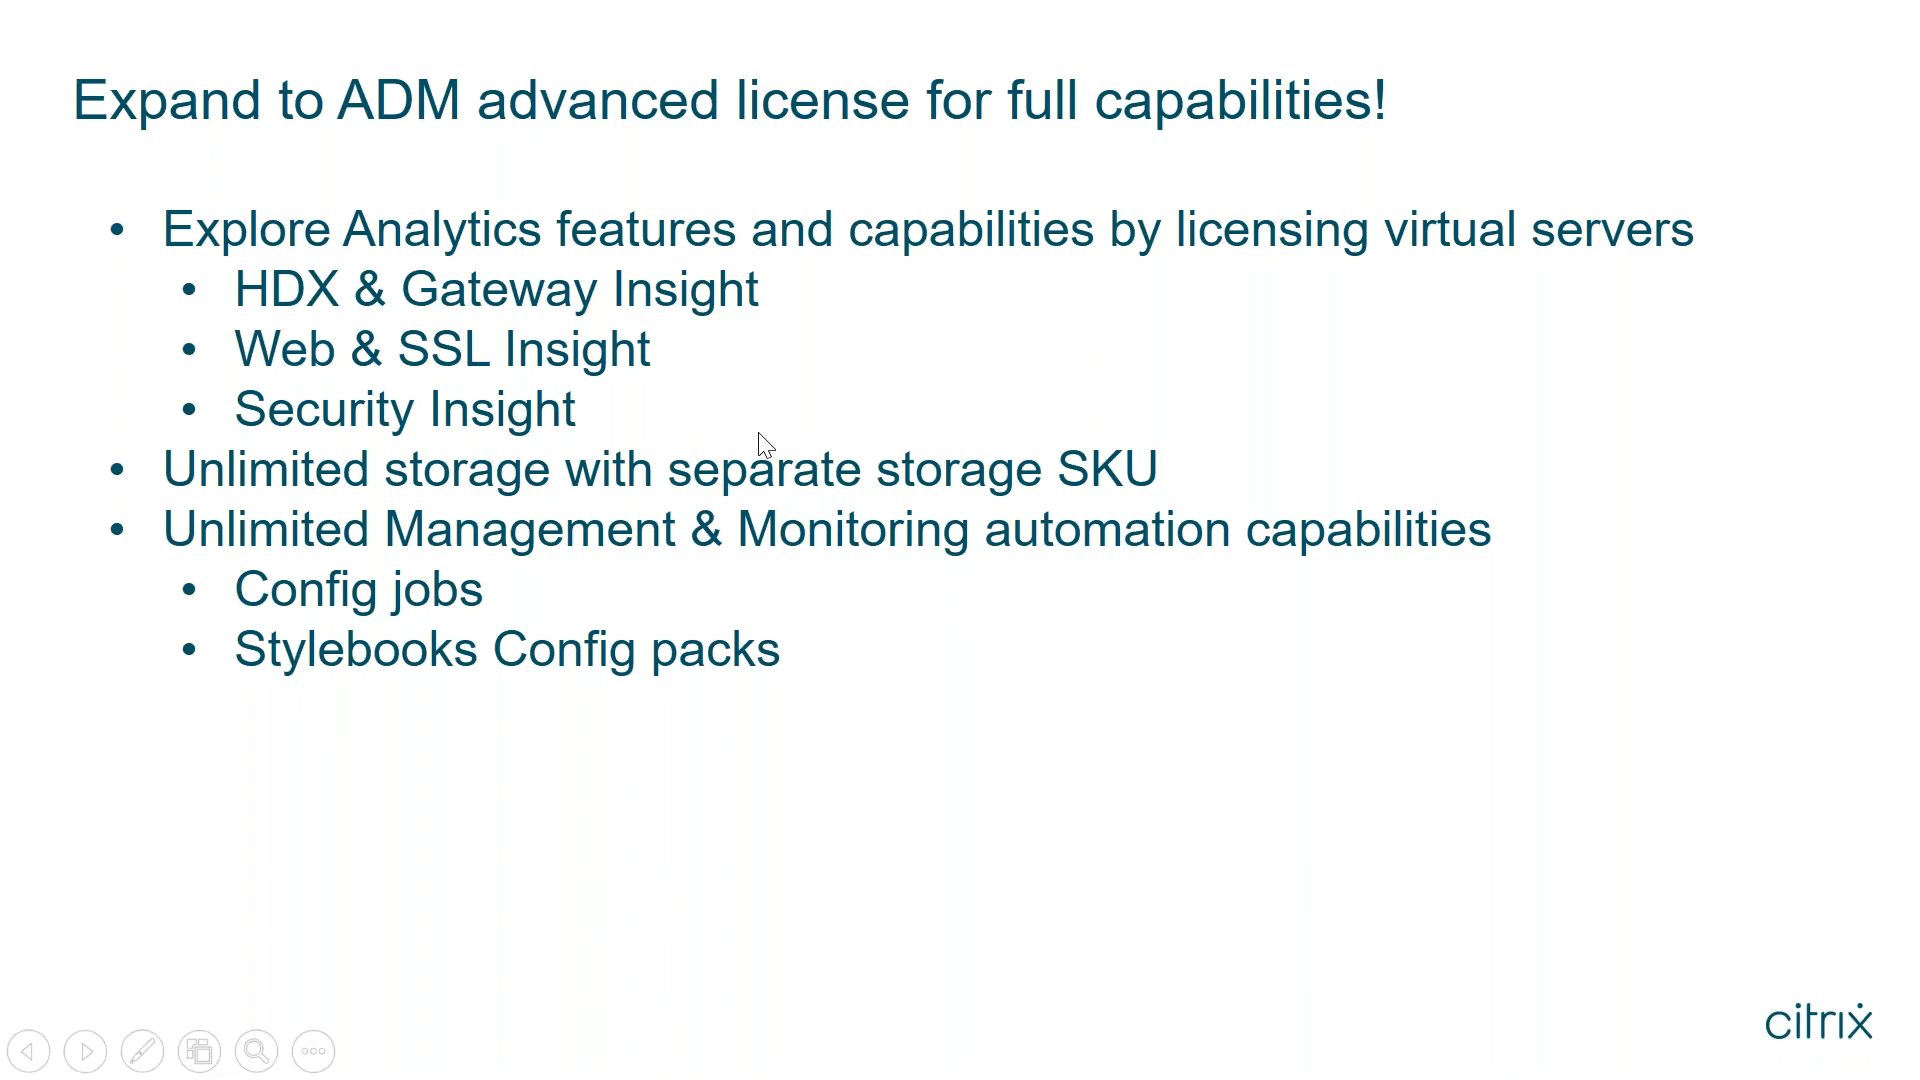 Expand to ADM advanced license for full capabilities!
• Explore Analytics features and capabilities by licensing virtual servers
• HDX & Gateway Insight
• Web & SSL Insight
• Security Insight
• Unlimited storage with separate storage SKU
• Unlimited Management & Monitoring automation capabilities
• Config jobs
• Stylebooks Config packs
citrix